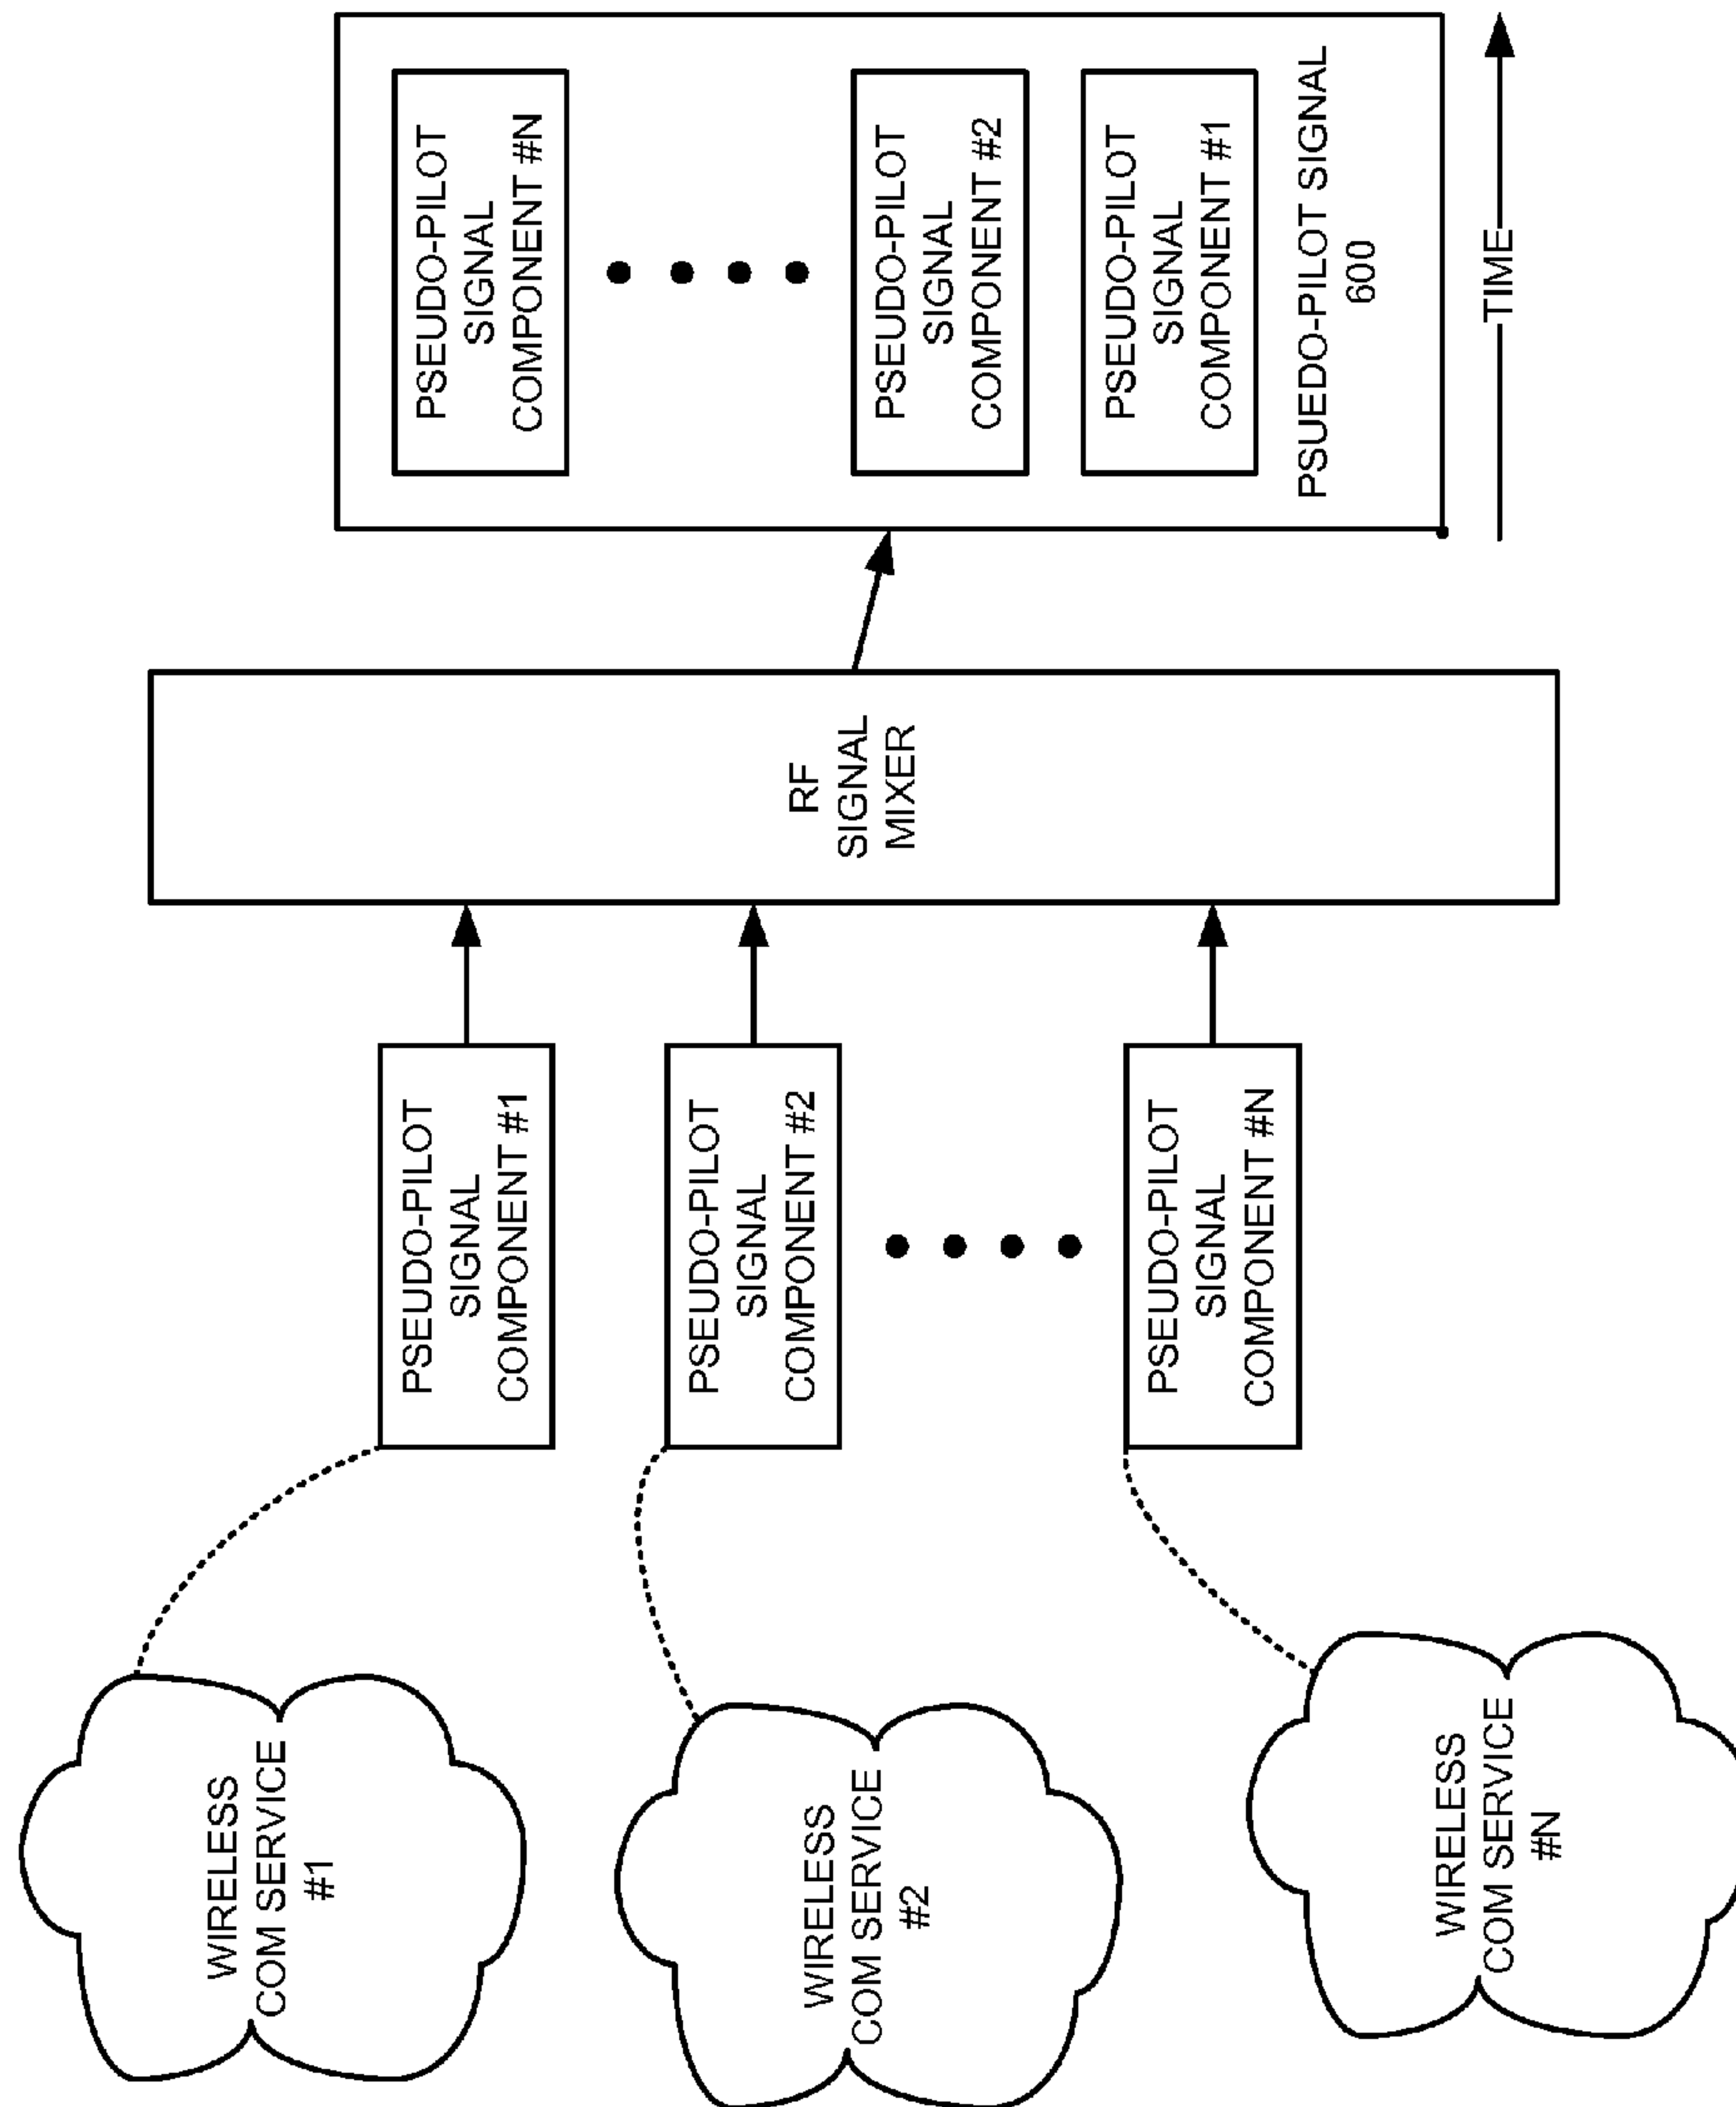 WIRELESS
COM SERVICE
#1
WIRELESS
COM SERVICE
#2
WIRELESS
COM SERVICE
#N
PSEUDO-PILOT
SIGNAL
COMPONENT #1
PSEUDO-PILOT
SIGNAL
COMPONENT #2
PSEUDO-PILOT
SIGNAL
COMPONENT #N
RF
SIGNAL
MIXER
PSEUDO-PILOT
SIGNAL
COMPONENT #N
PSEUDO-PILOT
SIGNAL
COMPONENT #2
PSEUDO-PILOT
SIGNAL
COMPONENT #1
PSUEDO-PILOT SIGNAL
600
TIME